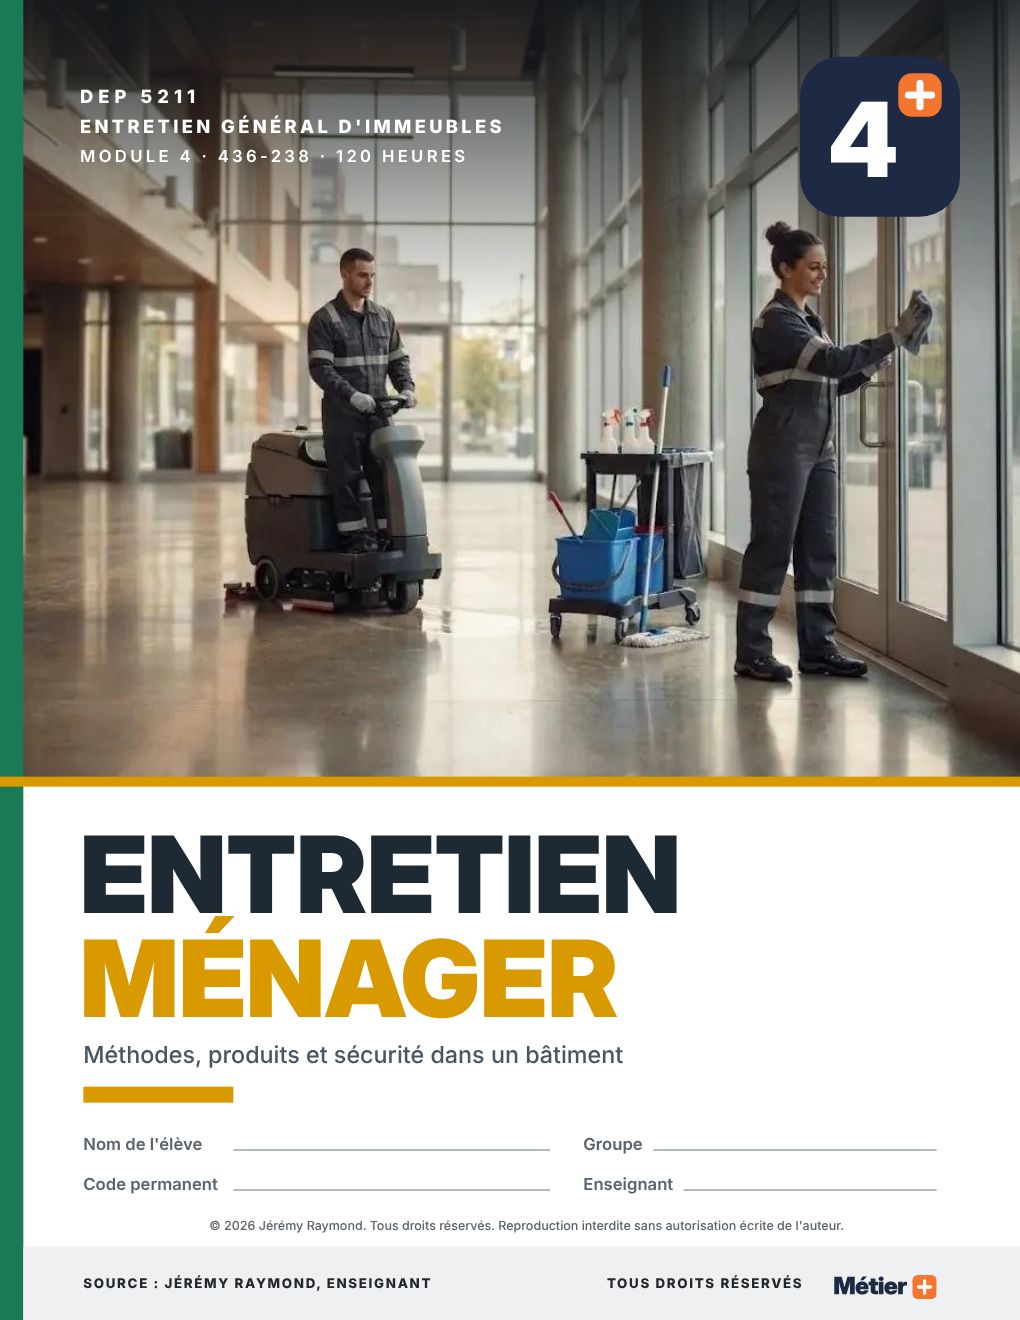 DEP 5211
ENTRETIEN GÉNÉRAL D'IMMEUBLES
MODULE 4 · 436-238 · 120 HEURES
4+
ENTRETIEN
MÉNAGER
Méthodes, produits et sécurité dans un bâtiment
Nom de l'élève
Groupe
Code permanent
Enseignant
© 2026 Jérémy Raymond. Tous droits réservés. Reproduction interdite sans autorisation écrite de l'auteur.
SOURCE : JÉRÉMY RAYMOND, ENSEIGNANT
TOUS DROITS RÉSERVÉS
Métier+